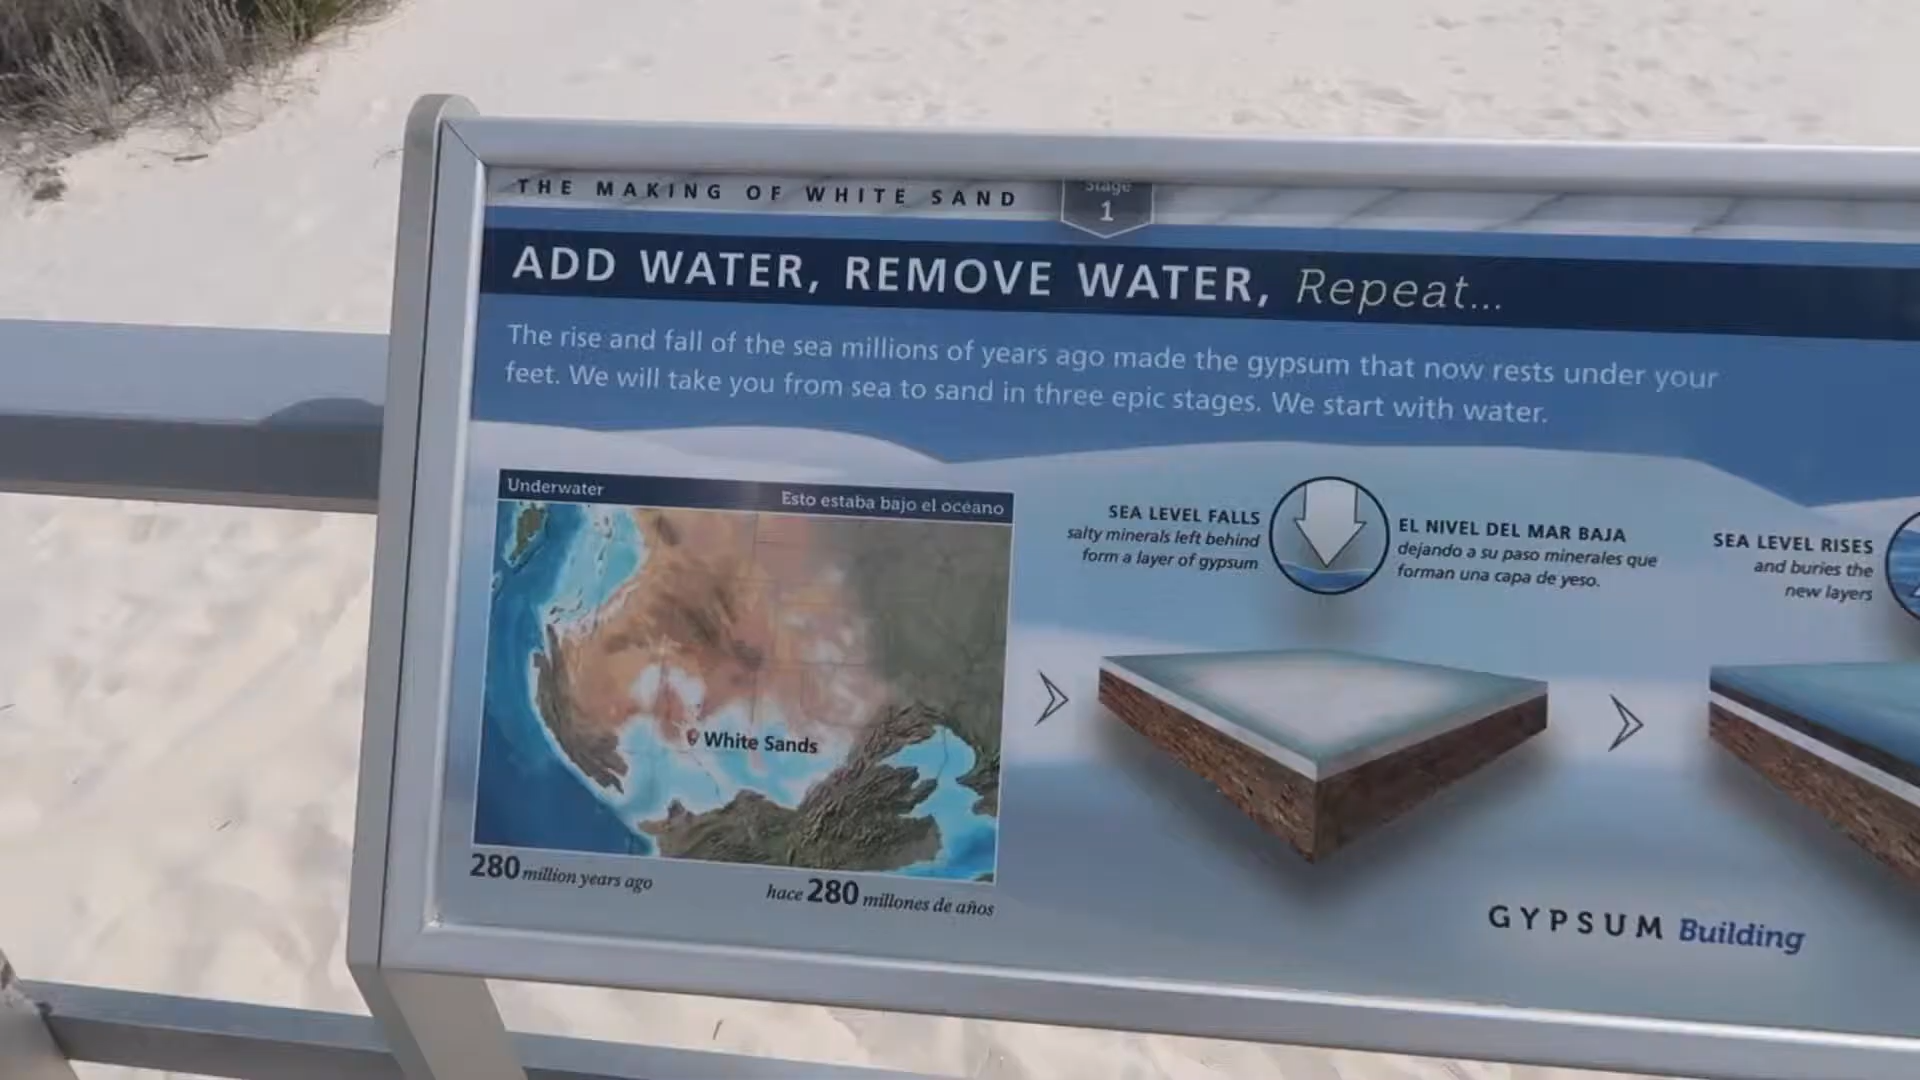 THE MAKING OF WHITE SAND
Stage
1
ADD WATER, REMOVE WATER, Repeat...
The rise and fall of the sea millions of years ago made the gypsum that now rests under your
feet. We will take you from sea to sand in three epic stages. We start with water.
Underwater
Esto estaba bajo el océano
White Sands
280 million years ago
hace 280 millones de años
SEA LEVEL FALLS
salty minerals left behind
form a layer of gypsum
EL NIVEL DEL MAR BAJA
dejando a su paso minerales que
forman una capa de yeso.
SEA LEVEL RISES
and buries the
new layers
GYPSUM Building